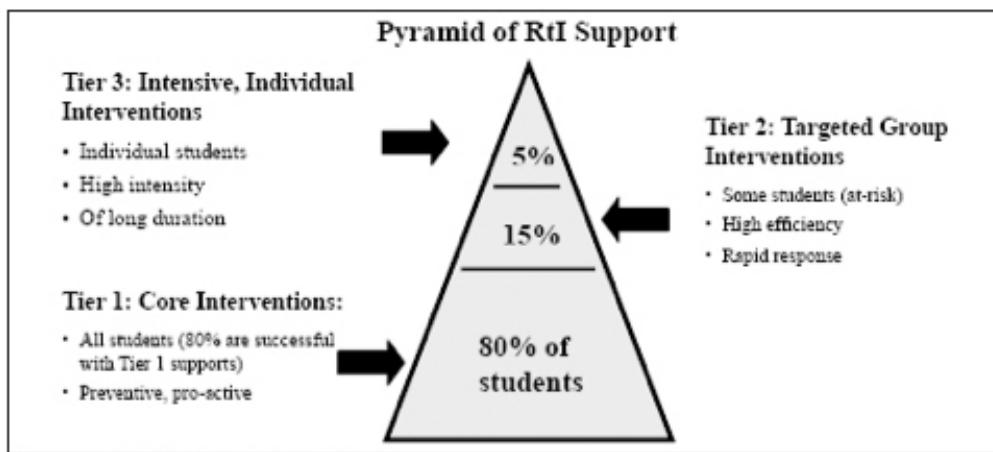 Pyramid of RtI Support
Tier 3: Intensive, Individual
Interventions
• Individual students
• High intensity
• Of long duration
Tier 2: Targeted Group
Interventions
• Some students (at-risk)
• High efficiency
• Rapid response
Tier 1: Core Interventions:
• All students (80% are successful
with Tier 1 supports)
• Preventive, pro-active
5%
15%
80% of
students